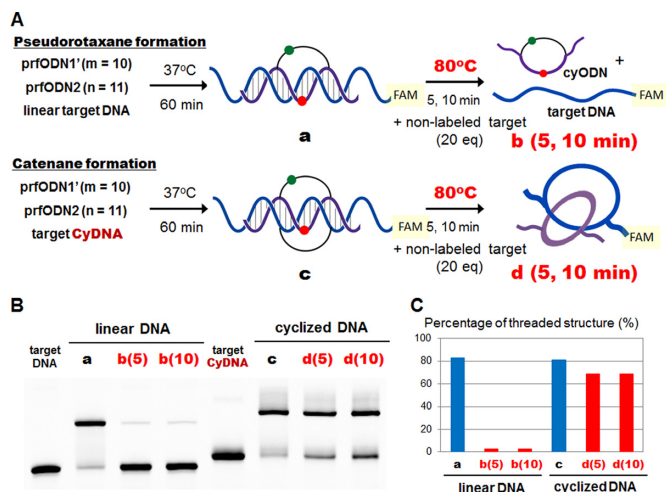 A
Pseudorotaxane formation
prfODN1' (m = 10)
prfODN2 (n = 11)
linear target DNA
37ºC
60 min
FAM
a
80ºC
5, 10 min
+ non-labeled target
(20 eq)
cyODN
+
FAM
target DNA
b (5, 10 min)
Catenane formation
prfODN1' (m = 10)
prfODN2 (n = 11)
target CyDNA
37ºC
60 min
FAM
c
80ºC
5, 10 min
+ non-labeled target
(20 eq)
FAM
d (5, 10 min)
B
linear DNA
cyclized DNA
target DNA
a
b(5)
b(10)
target CyDNA
c
d(5)
d(10)
C
Percentage of threaded structure (%)
100
80
60
40
20
0
a
b(5)
b(10)
c
d(5)
d(10)
linear DNA
cyclized DNA